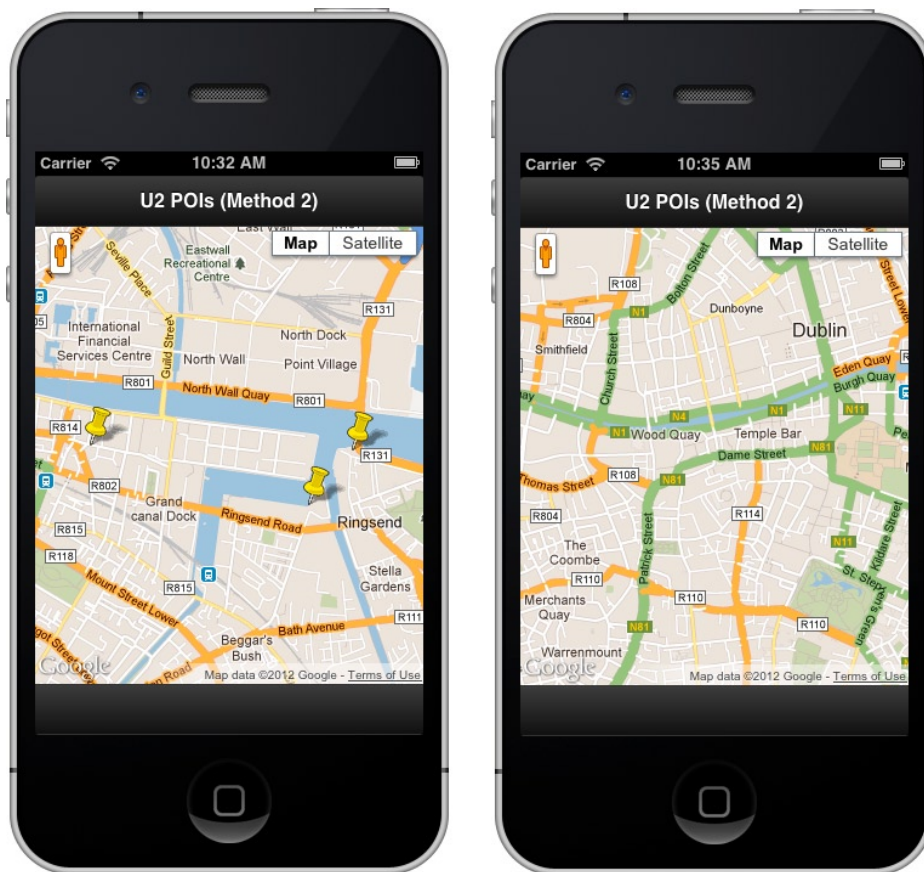 Carrier 10:32 AM
U2 POIs (Method 2)
East Wall
R131
Map Satellite
Seville Place
Eastwall
Recreational
Centre
R131
International
Financial
Services Centre
Guild Street
North Dock
North Wall
Point Village
R801
North Wall Quay
R801
R814
R131
R802
Grand
canal Dock
Ringsend Road
Ringsend
R815
R118
Stella
Gardens
R815
Mount Street Lower
R111
Bath Avenue
Beggar's
Bush
Google
Map data ©2012 Google - Terms of Use
Carrier 10:35 AM
U2 POIs (Method 2)
Map Satellite
R108
Bolton Street
Dunboyne
N1
R804
Smithfield
Dublin
Church Street
Eden Quay
Burgh Quay
N4
N1
N11
N1
Wood Quay
Temple Bar
N81
Dame Street
R108
Thomas Street
N81
R804
R114
Patrick Street
N11
Kildare Street
The
Coombe
R110
Merchants
Quay
R110
R110
N81
Warrenmount
Google
Map data ©2012 Google - Terms of Use